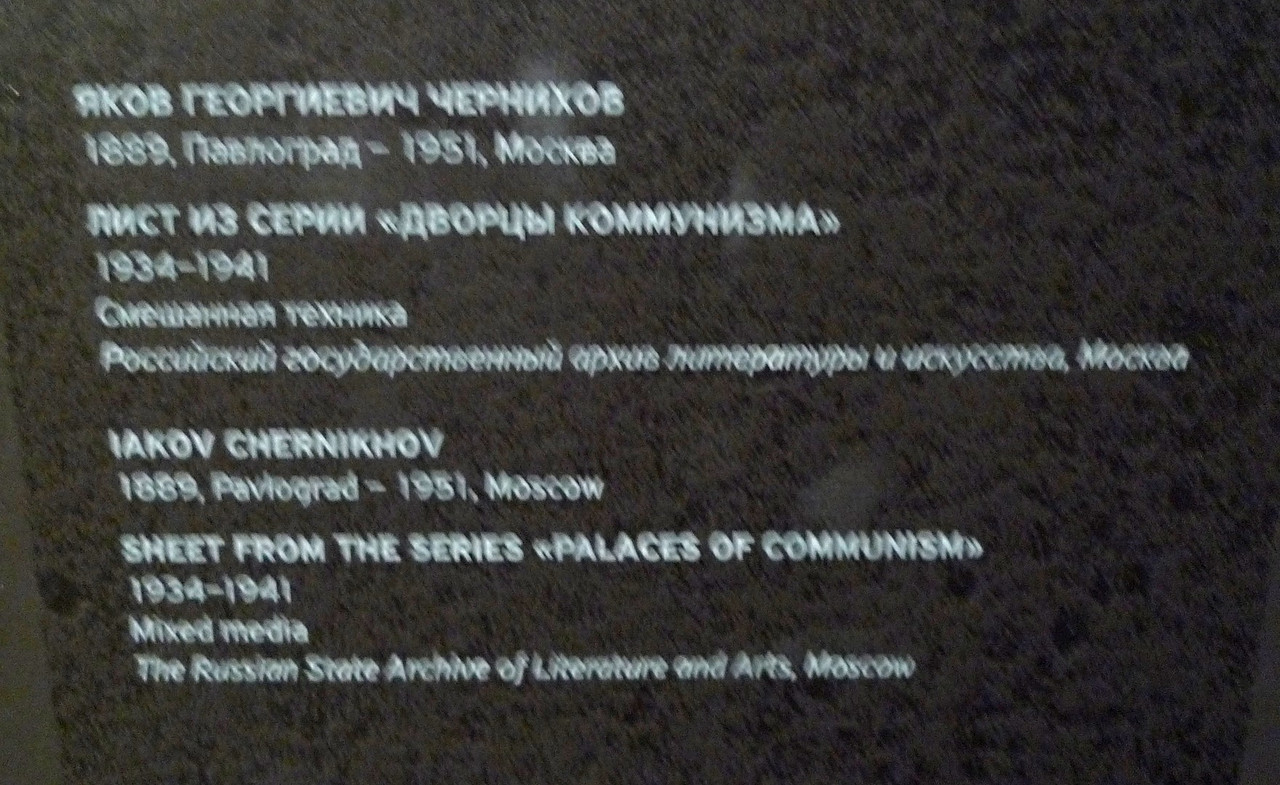 ЯКОВ ГЕОРГИЕВИЧ ЧЕРНИХОВ
1889, Павлоград – 1951, Москва
ЛИСТ ИЗ СЕРИИ «ДВОРЦЫ КОММУНИЗМА»
1934–1941
Смешанная техника
Российский государственный архив литературы и искусства, Москва
IAKOV CHERNIKHOV
1889, Pavlograd – 1951, Moscow
SHEET FROM THE SERIES «PALACES OF COMMUNISM»
1934–1941
Mixed media
The Russian State Archive of Literature and Arts, Moscow